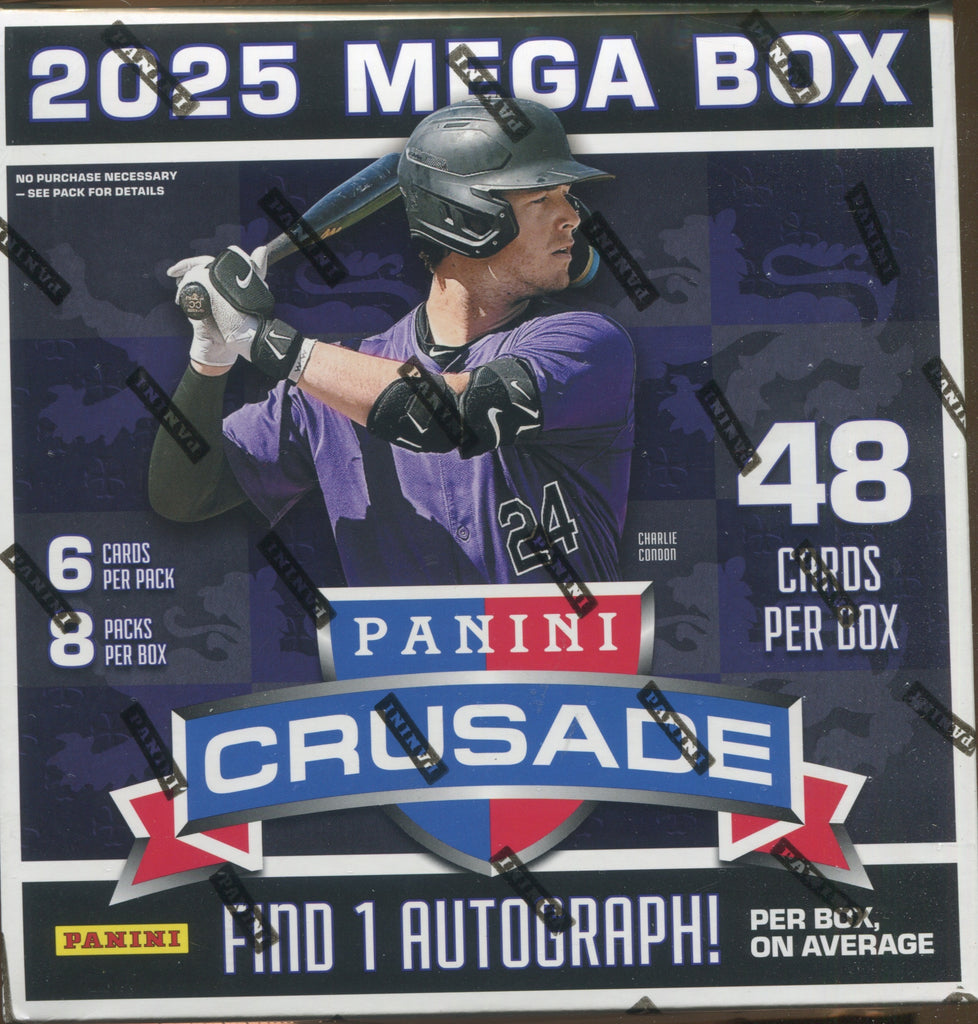 2025 MEGA BOX
NO PURCHASE NECESSARY
– SEE PACK FOR DETAILS
24
CHARLIE
CONDON
48
CARDS
PER BOX
6 CARDS
PER PACK
8 PACKS
PER BOX
PANINI
CRUSADE
PANINI
FIND 1 AUTOGRAPH!
PER BOX,
ON AVERAGE